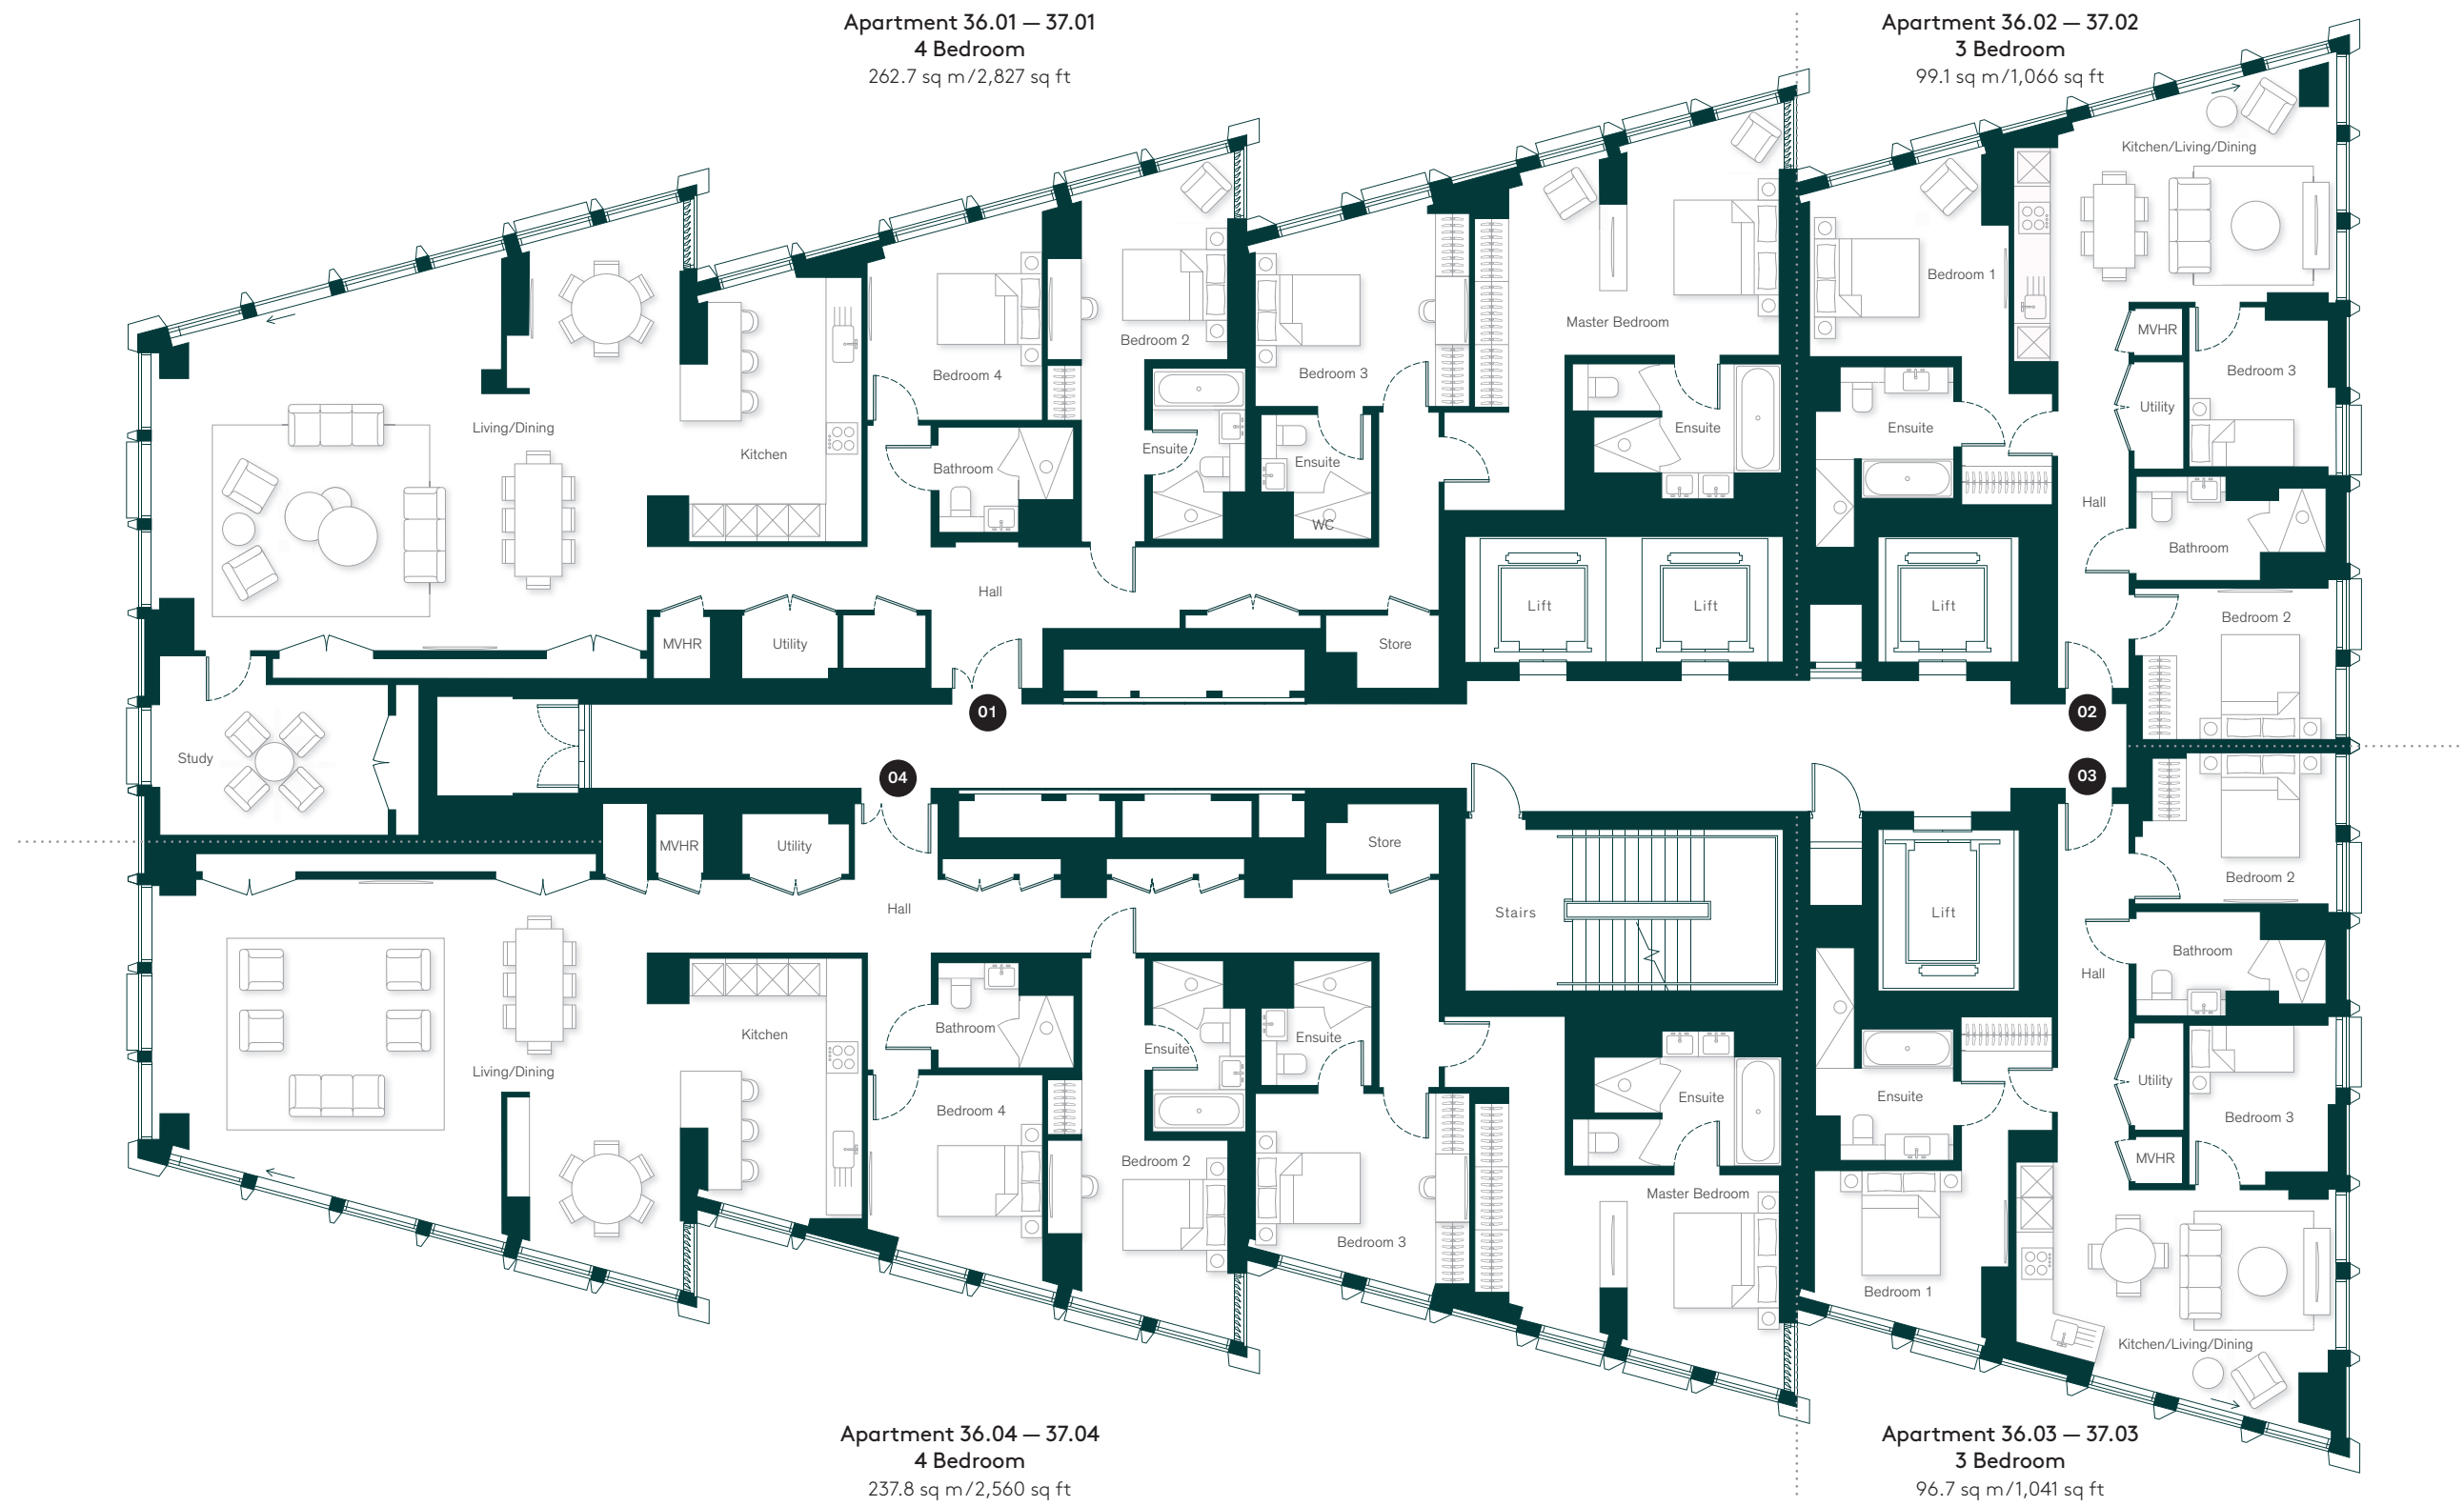 Apartment 36.01 — 37.01
4 Bedroom
262.7 sq m/2,827 sq ft
Apartment 36.02 — 37.02
3 Bedroom
99.1 sq m/1,066 sq ft
Kitchen/Living/Dining
Bedroom 1
Master Bedroom
MVHR
Bedroom 2
Bedroom 4
Bedroom 3
Bedroom 3
Utility
Living/Dining
Kitchen
Bathroom
Ensuite
Ensuite
WC
Ensuite
Ensuite
Hall
Bathroom
Hall
Lift
Lift
Lift
Bedroom 2
MVHR
Utility
Store
01
02
Study
04
03
MVHR
Utility
Store
Bedroom 2
Hall
Stairs
Lift
Bathroom
Hall
Kitchen
Bathroom
Ensuite
Ensuite
Living/Dining
Bedroom 4
Ensuite
Ensuite
Utility
Bedroom 3
Bedroom 2
MVHR
Master Bedroom
Bedroom 3
Bedroom 1
Kitchen/Living/Dining
Apartment 36.04 — 37.04
4 Bedroom
237.8 sq m/2,560 sq ft
Apartment 36.03 — 37.03
3 Bedroom
96.7 sq m/1,041 sq ft